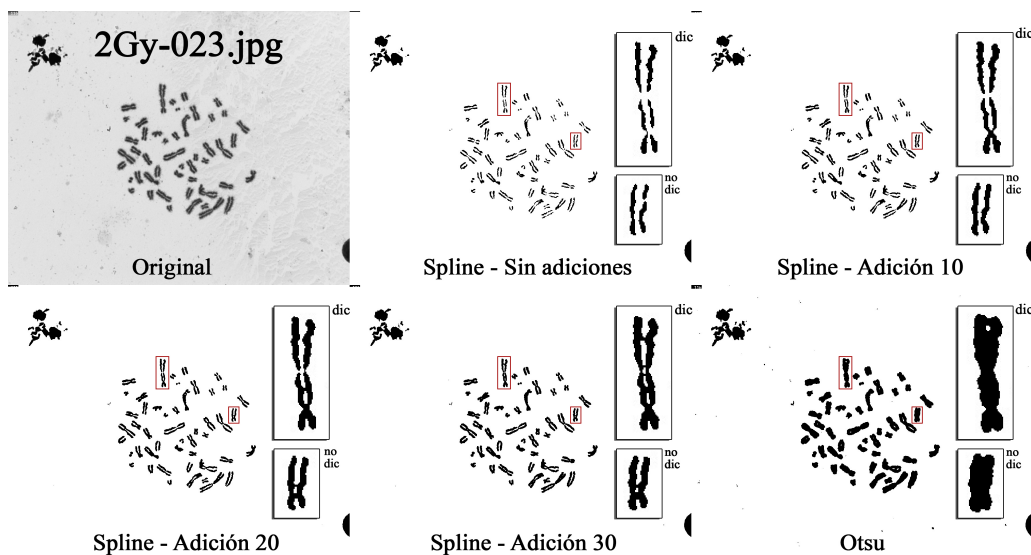 2Gy-023.jpg
Original
dic
no
dic
Spline - Sin adiciones
dic
no
dic
Spline - Adición 10
dic
no
dic
Spline - Adición 20
dic
no
dic
Spline - Adición 30
dic
no
dic
Otsu